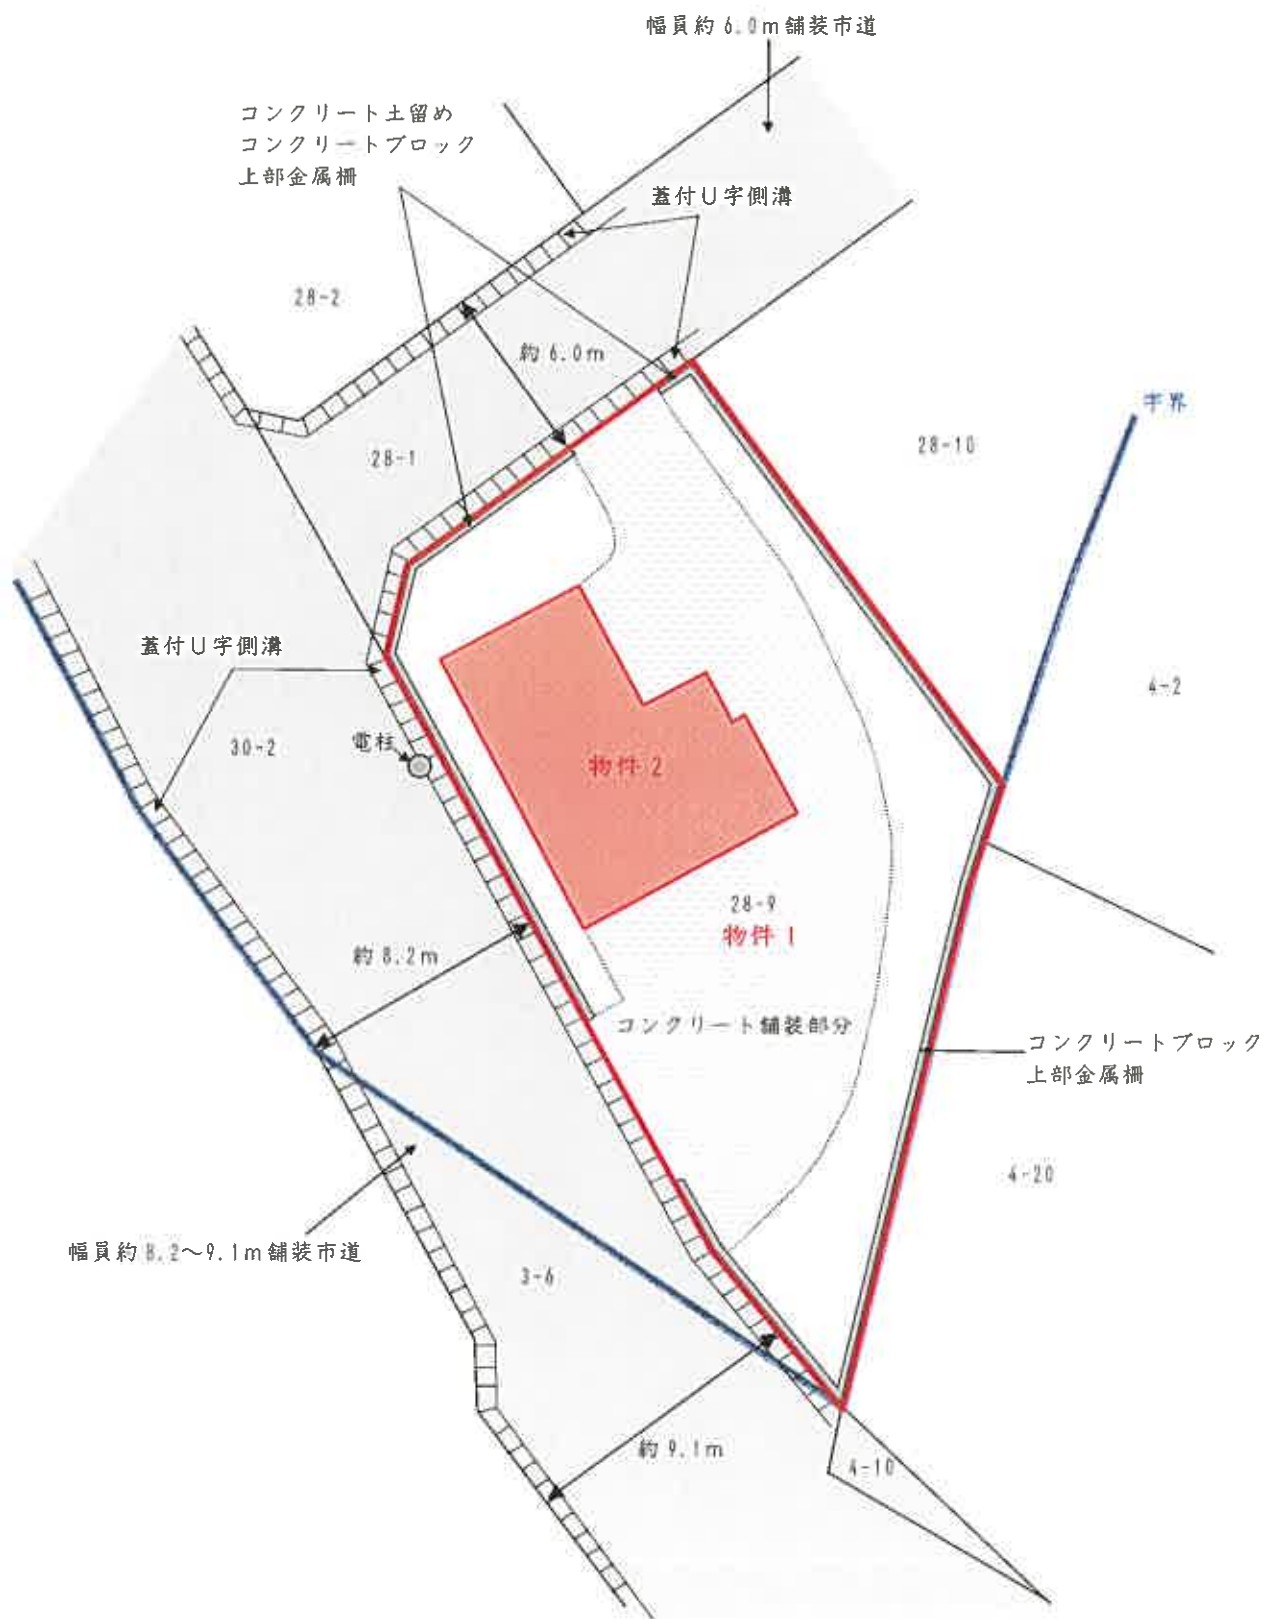 幅員約6.0m舗装市道
コンクリート土留め
コンクリートブロック
上部金属柵
蓋付U字側溝
28-2
約6.0m
字界
28-10
28-1
蓋付U字側溝
4-2
30-2
電柱
物件2
28-9
物件1
約8.2m
コンクリート舗装部分
コンクリートブロック
上部金属柵
4-20
幅員約8.2～9.1m舗装市道
3-6
約9.1m
4-10